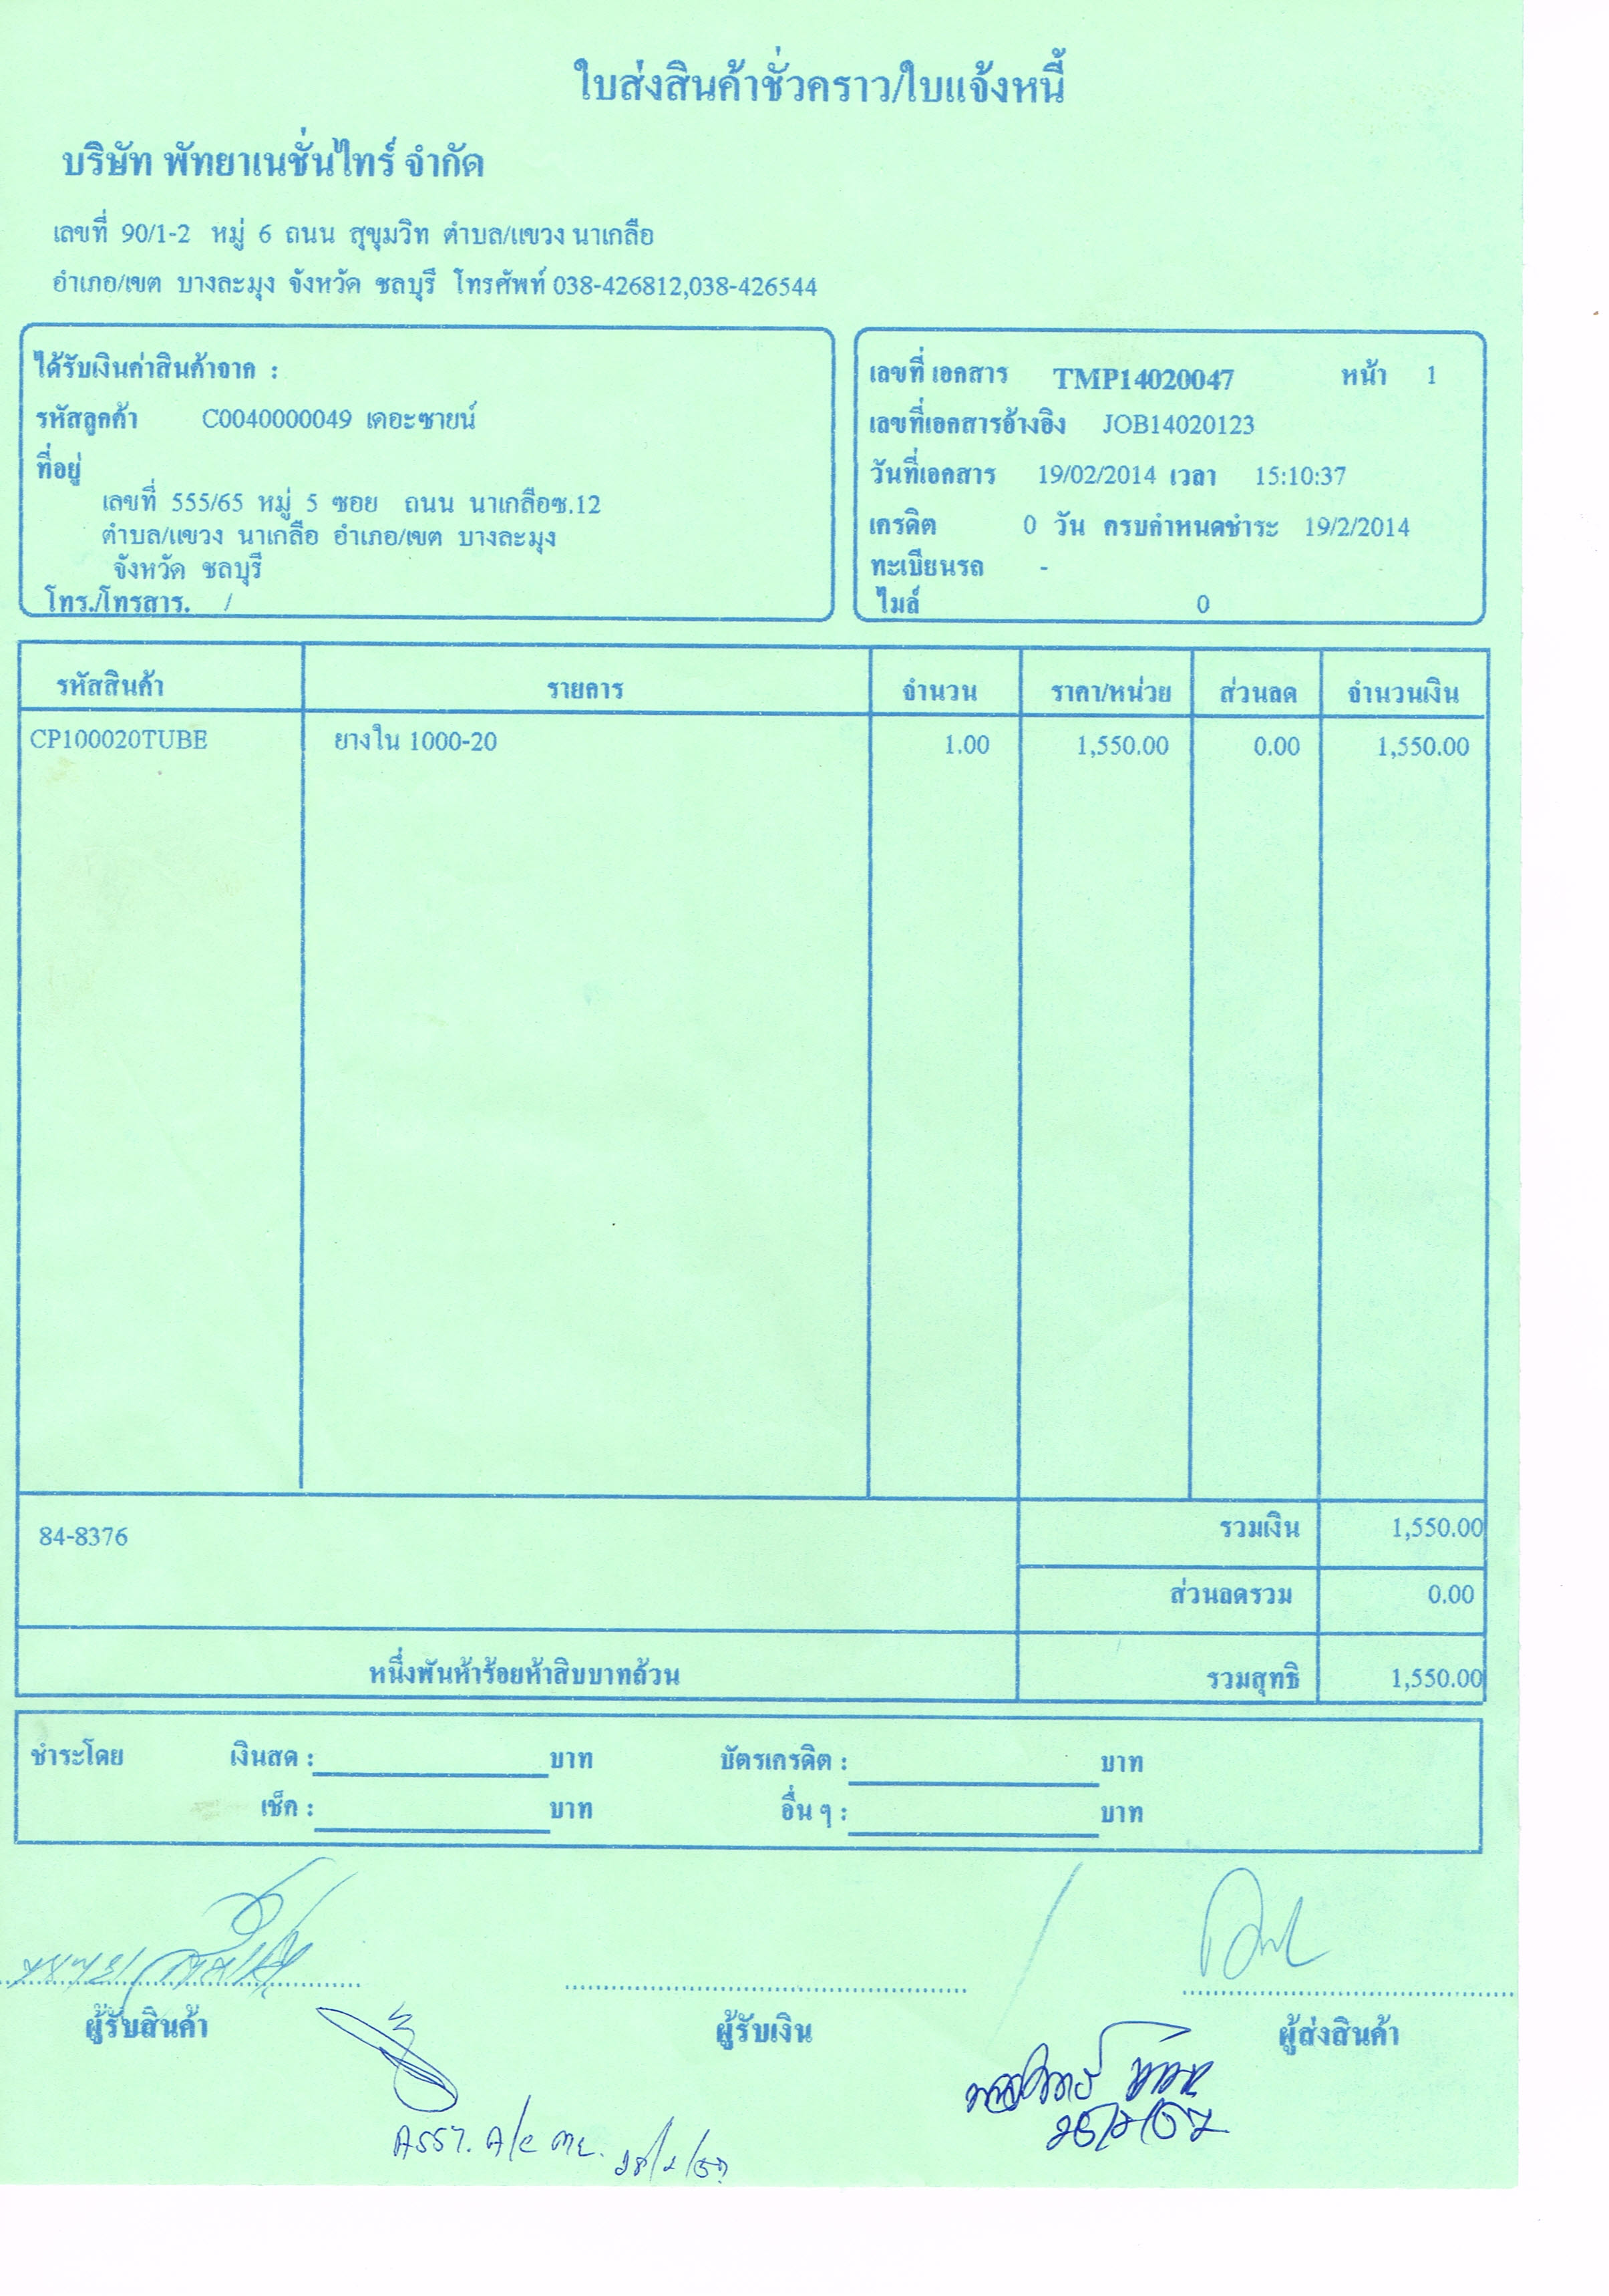 ใบส่งสินค้าชั่วคราว/ใบแจ้งหนี้
บริษัท พัทยาเนชั่นไทร์ จำกัด
เลขที่ 90/1-2 หมู่ 6 ถนน สุขุมวิท ตำบล/แขวง นาเกลือ
อำเภอ/เขต บางละมุง จังหวัด ชลบุรี โทรศัพท์ 038-426812,038-426544
ได้รับเงินค่าสินค้าจาก :
รหัสลูกค้า C0040000049 เดอะซายน์
ที่อยู่
เลขที่ 555/65 หมู่ 5 ซอย ถนน นาเกลือซ.12
ตำบล/แขวง นาเกลือ อำเภอ/เขต บางละมุง
จังหวัด ชลบุรี
โทร./โทรสาร. /
เลขที่ เอกสาร TMP14020047 หน้า 1
เลขที่เอกสารอ้างอิง JOB14020123
วันที่เอกสาร 19/02/2014 เวลา 15:10:37
เครดิต 0 วัน ครบกำหนดชำระ 19/2/2014
ทะเบียนรถ -
ไมล์ 0
รหัสสินค้า รายการ จำนวน ราคา/หน่วย ส่วนลด จำนวนเงิน
CP100020TUBE ยางใน 1000-20 1.00 1,550.00 0.00 1,550.00
84-8376 รวมเงิน 1,550.00
ส่วนลดรวม 0.00
หนึ่งพันห้าร้อยห้าสิบบาทถ้วน รวมสุทธิ 1,550.00
ชำระโดย เงินสด : บาท บัตรเครดิต : บาท
เช็ค : บาท อื่น ๆ : บาท
ผู้รับสินค้า ผู้รับเงิน ผู้ส่งสินค้า
ASST. A/C